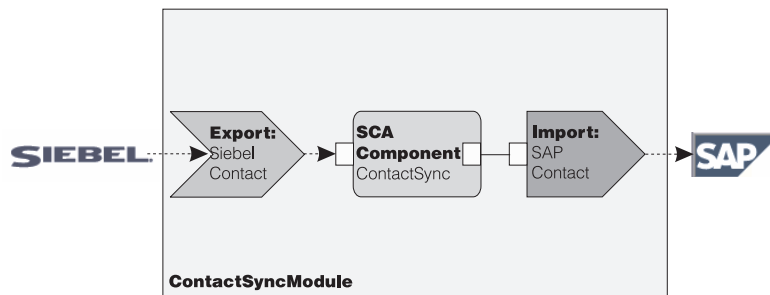 SIEBEL.
Export:
Siebel
Contact
SCA
Component
ContactSync
Import:
SAP
Contact
SAP
ContactSyncModule